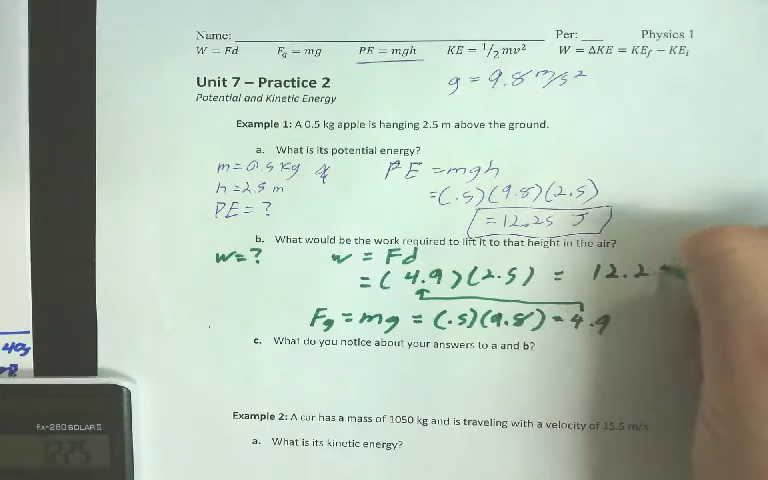 Name: Per: ___ Physics 1
W = Fd F_g = mg PE = mgh KE = 1/2 mv² W = ΔKE = KE_f − KE_i
Unit 7 – Practice 2
g = 9.8 m/s²
Potential and Kinetic Energy
Example 1: A 0.5 kg apple is hanging 2.5 m above the ground.
a. What is its potential energy?
m = 0.5 kg PE = mgh
h = 2.5 m = (.5)(9.8)(2.5)
PE = ? = 12.25 J
b. What would be the work required to lift it to that height in the air?
W = ? W = Fd
= (4.9)(2.5) = 12.2
Fg = mg = (.5)(9.8) = 4.9
c. What do you notice about your answers to a and b?
fx-260 SOLAR II
Example 2: A car has a mass of 1050 kg and is traveling with a velocity of 15.5 m/s
a. What is its kinetic energy?